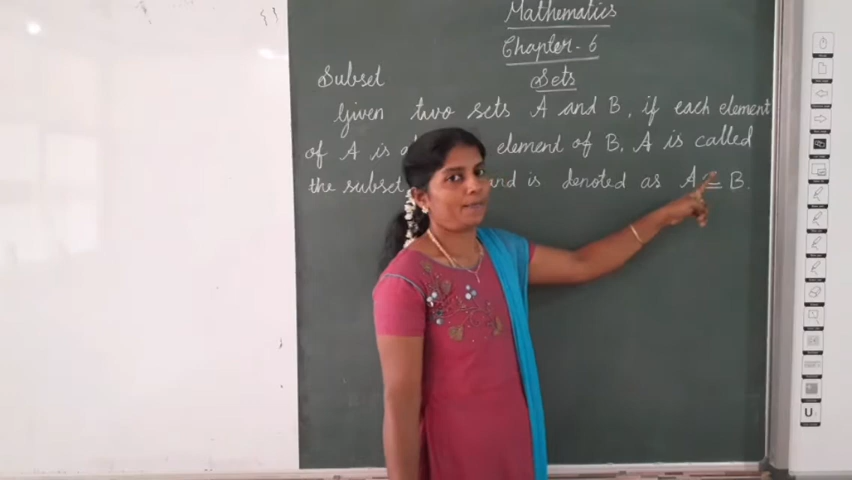 Mathematics
Chapter - 6
Sets
Subset
Given two sets A and B, if each element
of A is element of B, A is called
the subset and is denoted as A ⊆ B.
U